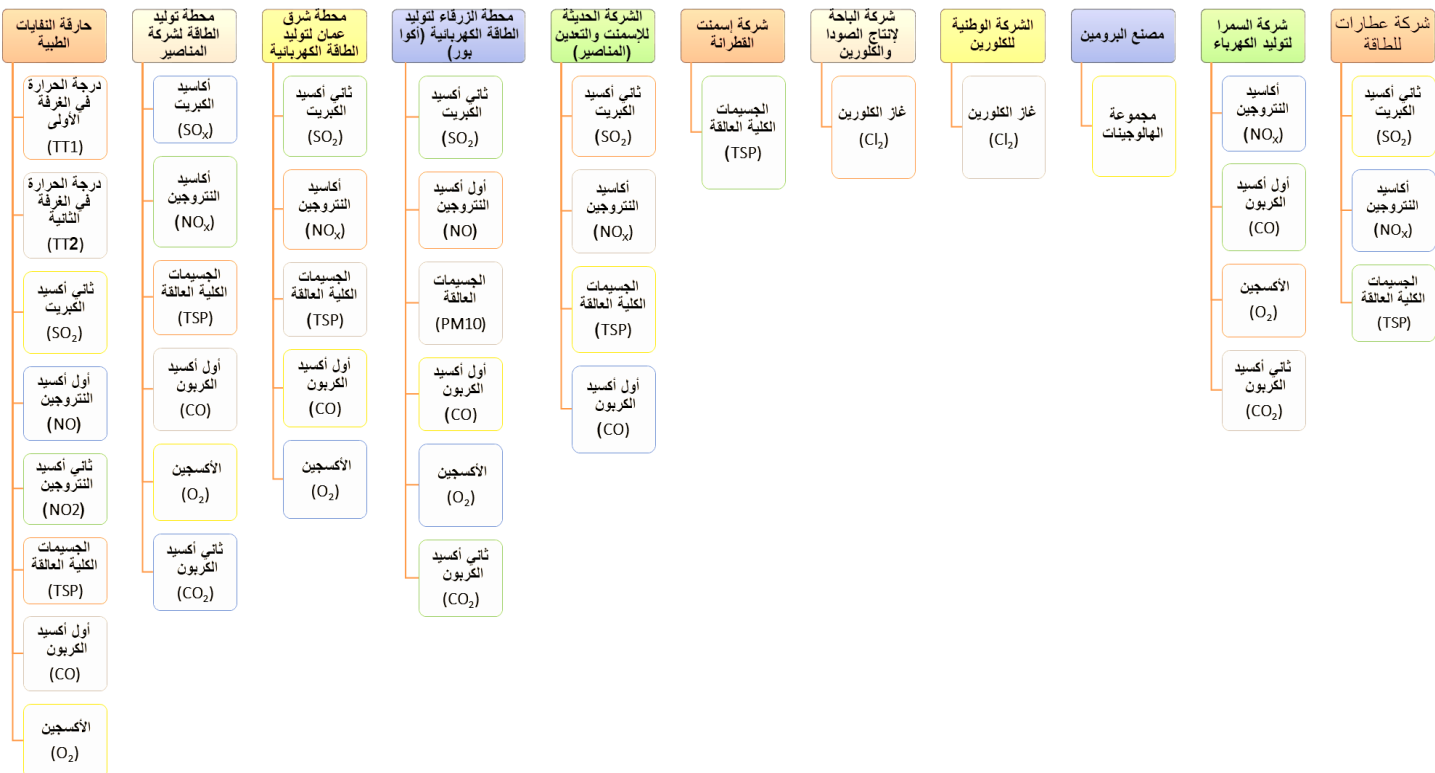 شركة عطارات
للطاقة
ثاني أكسيد
الكبريت
(SO₂)
أكاسيد
النتروجين
(NOₓ)
الجسيمات
الكلية العالقة
(TSP)
شركة السمرا
لتوليد الكهرباء
أكاسيد
النتروجين
(NOₓ)
أول أكسيد
الكربون
(CO)
الأكسجين
(O₂)
ثاني أكسيد
الكربون
(CO₂)
مصنع البرومين
مجموعة
الهالوجينات
الشركة الوطنية
للكلورين
غاز الكلورين
(Cl₂)
شركة الباحة
لإنتاج الصودا
والكلورين
غاز الكلورين
(Cl₂)
شركة إسمنت
القطرانة
الجسيمات
الكلية العالقة
(TSP)
الشركة الحديثة
للإسمنت والتعدين
(المناصير)
ثاني أكسيد
الكبريت
(SO₂)
أكاسيد
النتروجين
(NOₓ)
الجسيمات
الكلية العالقة
(TSP)
أول أكسيد
الكربون
(CO)
محطة الزرقاء لتوليد
الطاقة الكهربائية (أكوا
بور)
ثاني أكسيد
الكبريت
(SO₂)
أول أكسيد
النتروجين
(NO)
الجسيمات
العالقة
(PM10)
أول أكسيد
الكربون
(CO)
الأكسجين
(O₂)
ثاني أكسيد
الكربون
(CO₂)
محطة شرق
عمان لتوليد
الطاقة الكهربائية
ثاني أكسيد
الكبريت
(SO₂)
أكاسيد
النتروجين
(NOₓ)
الجسيمات
الكلية العالقة
(TSP)
أول أكسيد
الكربون
(CO)
الأكسجين
(O₂)
محطة توليد
الطاقة لشركة
المناصير
أكاسيد
الكبريت
(SOₓ)
أكاسيد
النتروجين
(NOₓ)
الجسيمات
الكلية العالقة
(TSP)
أول أكسيد
الكربون
(CO)
الأكسجين
(O₂)
ثاني أكسيد
الكربون
(CO₂)
حارقة النفايات
الطبية
درجة الحرارة
في الغرفة
الأولى
(TT1)
درجة الحرارة
في الغرفة
الثانية
(TT2)
ثاني أكسيد
الكبريت
(SO₂)
أول أكسيد
النتروجين
(NO)
ثاني أكسيد
النتروجين
(NO2)
الجسيمات
الكلية العالقة
(TSP)
أول أكسيد
الكربون
(CO)
الأكسجين
(O₂)